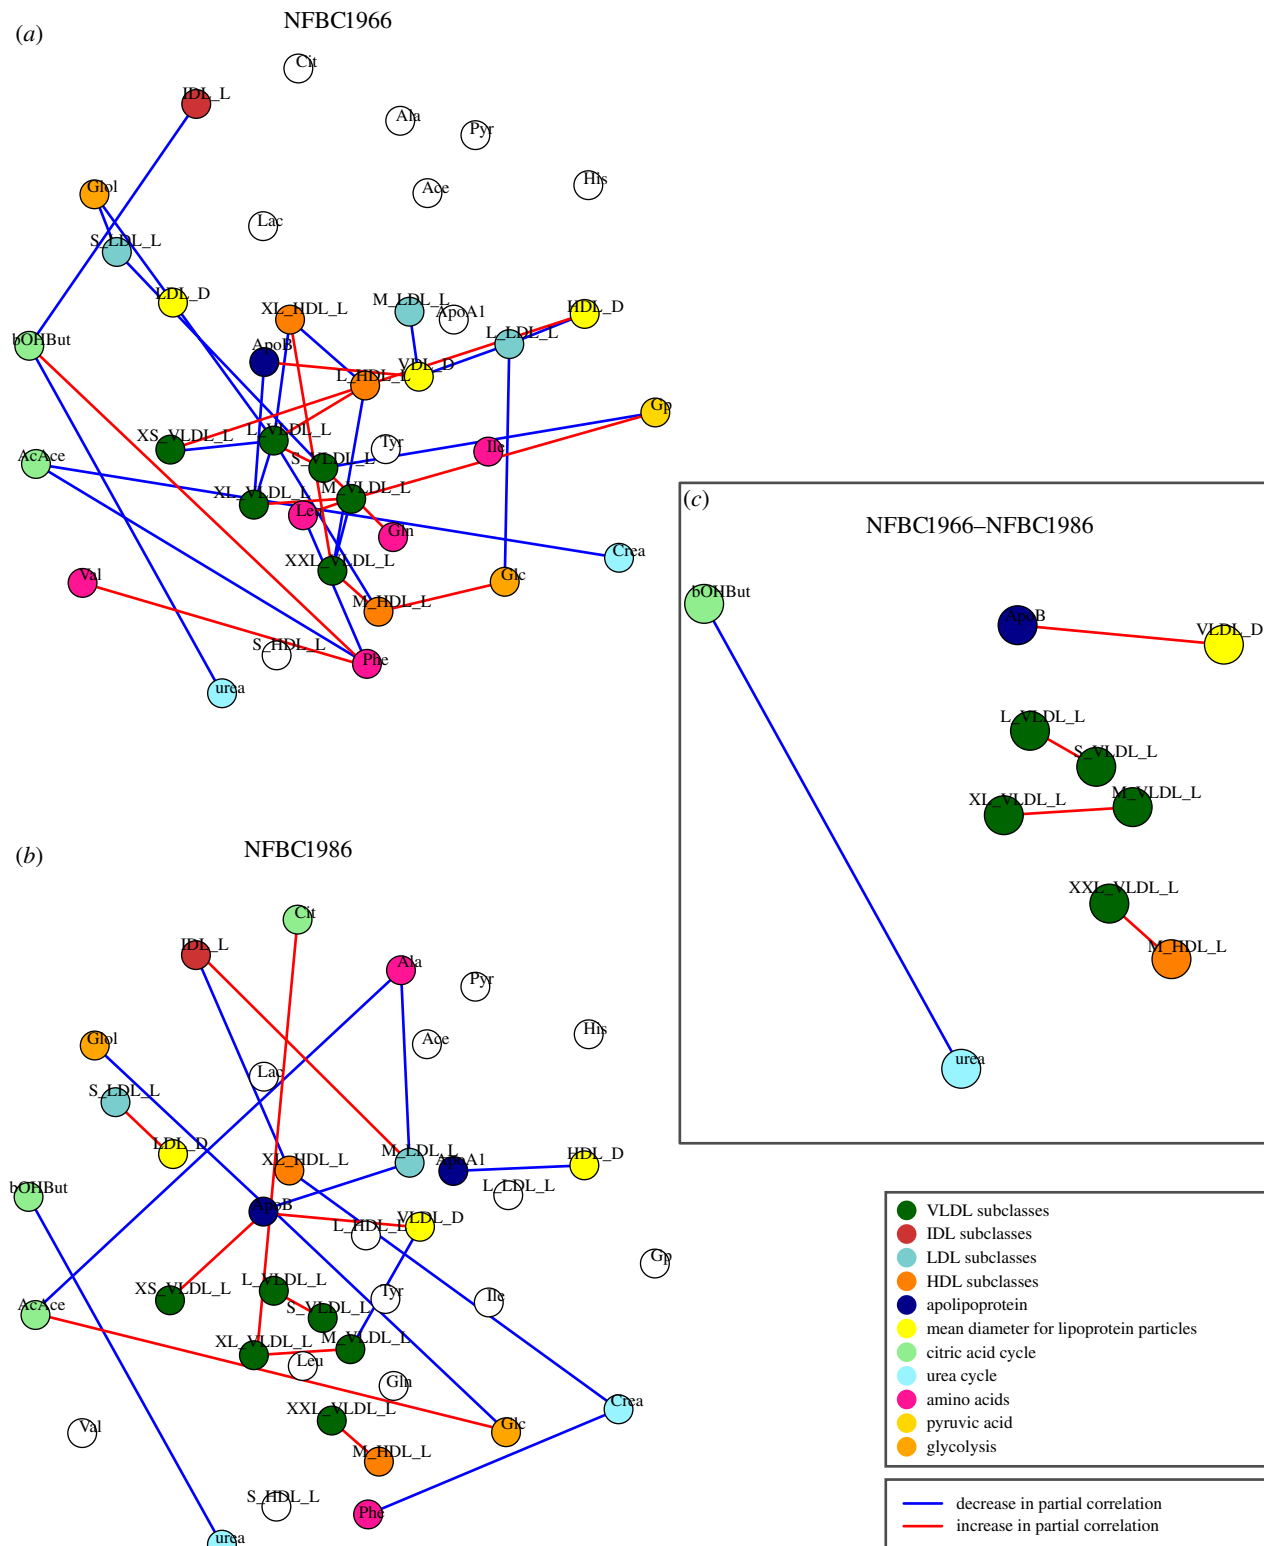 (a)
NFBC1966
Cit
IDL_L
Ala
Pyr
Glol
Ace
His
Lac
S_LDL_L
LDL_D
XL_HDL_L
M_LDL_L
ApoA1
HDL_D
bOHBut
ApoB
L_LDL_L
L_HDL_L
VDL_D
Gp
XS_VLDL_L
L_VLDL_L
Tyr
Ile
AcAce
S_VLDL_L
XL_VLDL_L
M_VLDL_L
Leu
Gln
XXL_VLDL_L
Crea
Val
M_HDL_L
Glc
S_HDL_L
Phe
urea
(b)
NFBC1986
Cit
IDL_L
Ala
Pyr
Glol
Ace
His
Lac
S_LDL_L
LDL_D
XL_HDL_L
M_LDL_L
ApoA1
HDL_D
bOHBut
ApoB
L_LDL_L
L_HDL_L
VLDL_D
Gp
XS_VLDL_L
L_VLDL_L
Tyr
Ile
AcAce
S_VLDL_L
XL_VLDL_L
M_VLDL_L
Leu
Gln
XXL_VLDL_L
Crea
Val
M_HDL_L
Glc
S_HDL_L
Phe
urea
(c)
NFBC1966–NFBC1986
bOHBut
ApoB
VLDL_D
L_VLDL_L
S_VLDL_L
XL_VLDL_L
M_VLDL_L
XXL_VLDL_L
M_HDL_L
urea
VLDL subclasses
IDL subclasses
LDL subclasses
HDL subclasses
apolipoprotein
mean diameter for lipoprotein particles
citric acid cycle
urea cycle
amino acids
pyruvic acid
glycolysis
decrease in partial correlation
increase in partial correlation